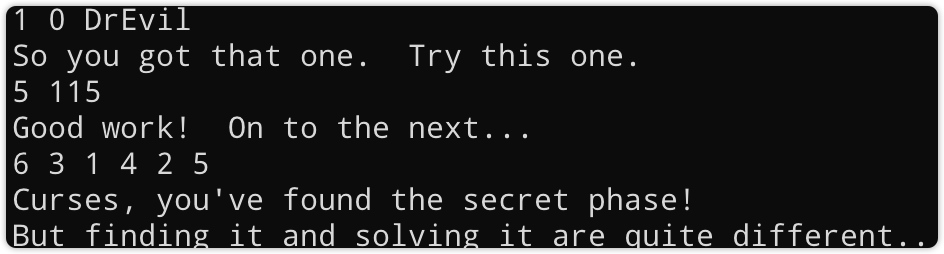 1 0 DrEvil
So you got that one.  Try this one.
5 115
Good work!  On to the next...
6 3 1 4 2 5
Curses, you've found the secret phase!
But finding it and solving it are quite different..